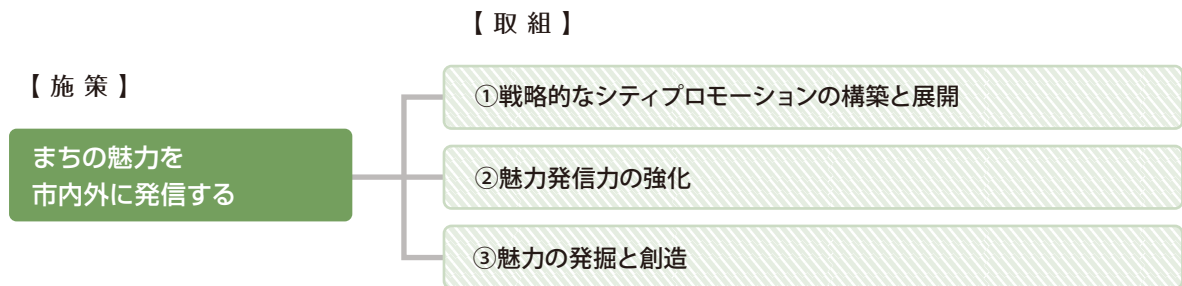 【取組】
【施策】
まちの魅力を
市内外に発信する
①戦略的なシティプロモーションの構築と展開
②魅力発信力の強化
③魅力の発掘と創造